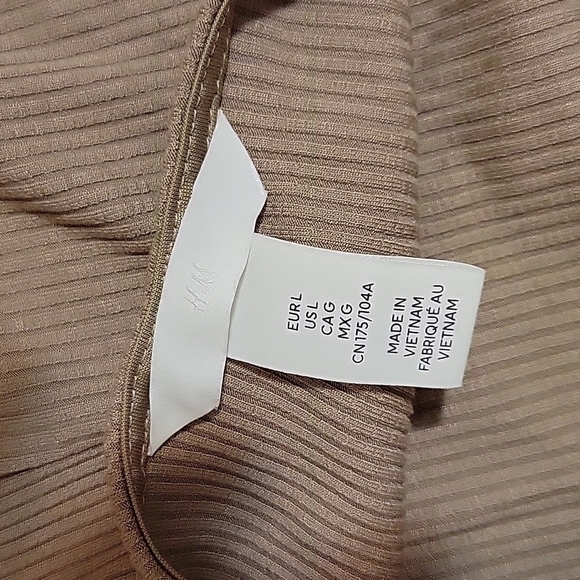 H&M
EUR L
US L
CA G
MX G
CN 175/104A
MADE IN
VIETNAM
FABRIQUÉ AU
VIETNAM